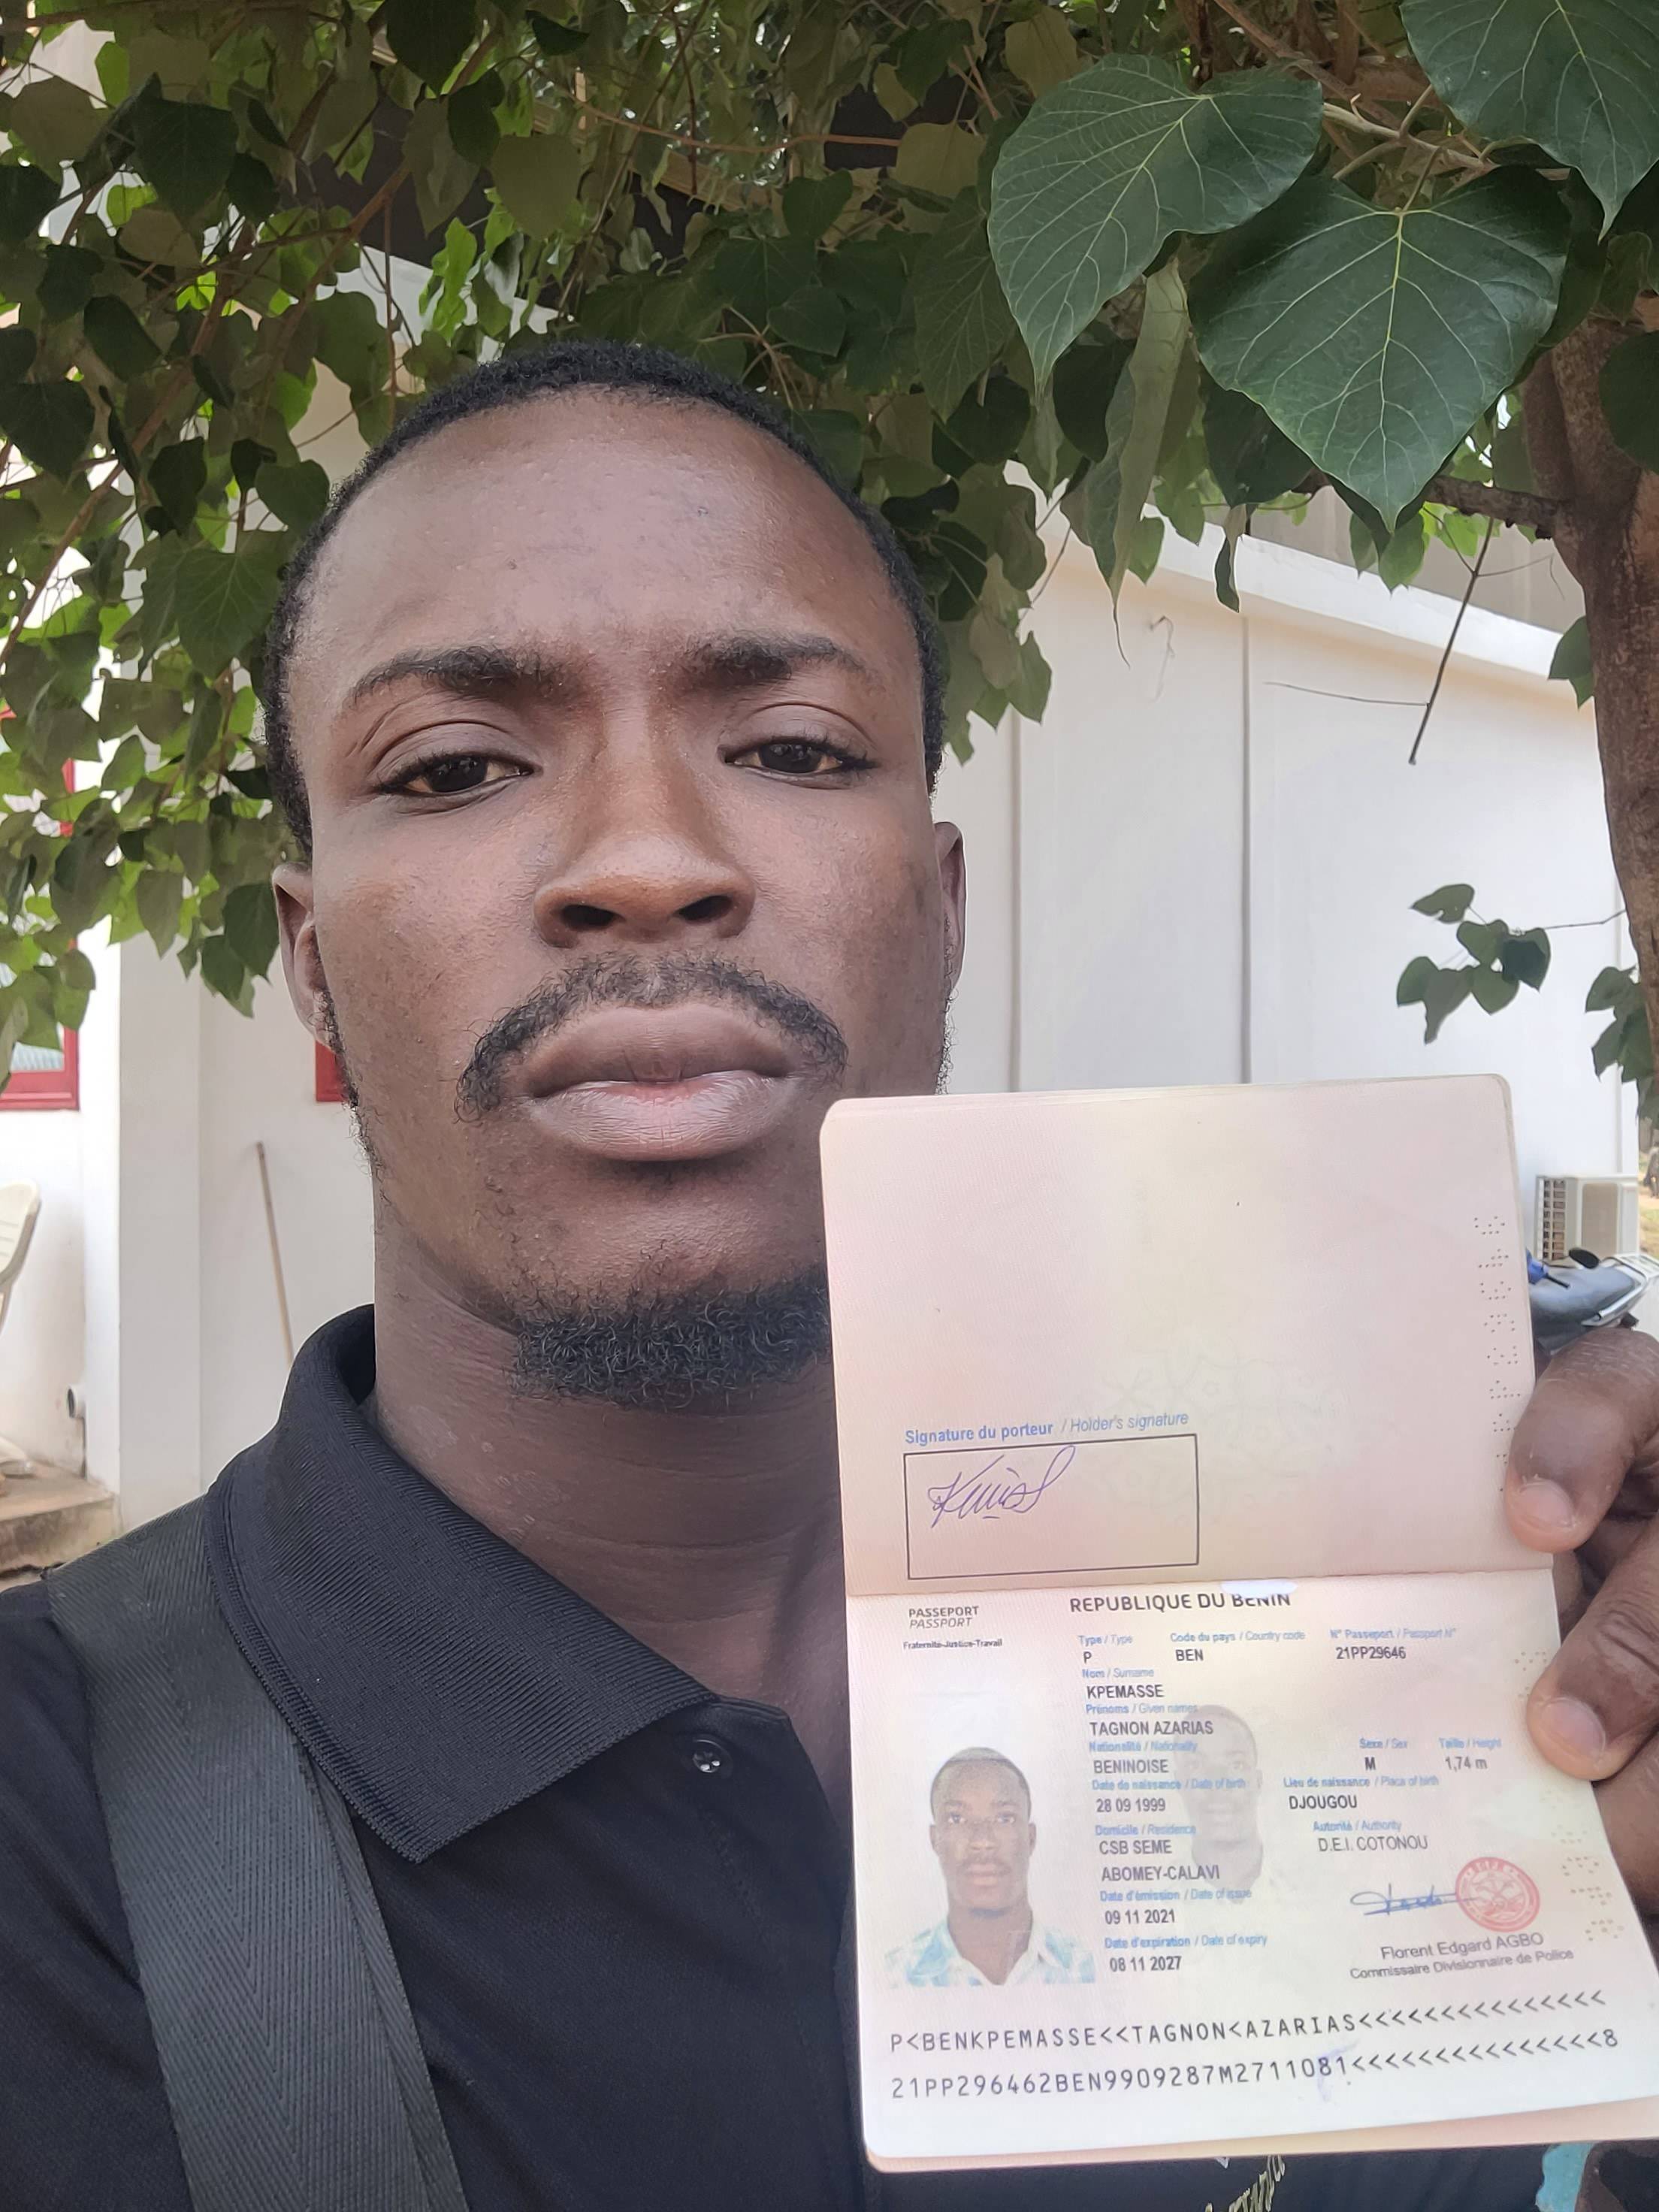 Signature du porteur / Holder's signature
PASSEPORT
PASSPORT
Fraternité-Justice-Travail
REPUBLIQUE DU BENIN
Type / Type Code du pays / Country code N° Passeport / Passport N°
P BEN 21PP29646
Nom / Surname
KPEMASSE
Prénoms / Given names
TAGNON AZARIAS
Nationalité / Nationality Sexe / Sex Taille / Height
BENINOISE M 1,74 m
Date de naissance / Date of birth Lieu de naissance / Place of birth
28 09 1999 DJOUGOU
Domicile / Residence Autorité / Authority
CSB SEME D.E.I. COTONOU
ABOMEY-CALAVI
Date d'émission / Date of issue
09 11 2021
Date d'expiration / Date of expiry
08 11 2027
Florent Edgard AGBO
Commissaire Divisionnaire de Police
P<BENKPEMASSE<<TAGNON<AZARIAS<<<<<<<<<<<<<<<
21PP296462BEN9909287M2711081<<<<<<<<<<<<<<<8